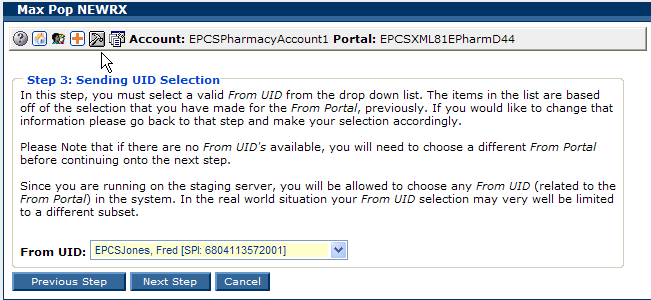 Max Pop NEWRX
Account: EPCSPharmacyAccount1 Portal: EPCSXML81EPharmD44
Step 3: Sending UID Selection
In this step, you must select a valid From UID from the drop down list. The items in the list are based
off of the selection that you have made for the From Portal, previously. If you would like to change that
information please go back to that step and make your selection accordingly.
Please Note that if there are no From UID's available, you will need to choose a different From Portal
before continuing onto the next step.
Since you are running on the staging server, you will be allowed to choose any From UID (related to the
From Portal) in the system. In the real world situation your From UID selection may very well be limited
to a different subset.
From UID: EPCSJones, Fred [SPI: 6804113572001]
Previous Step Next Step Cancel